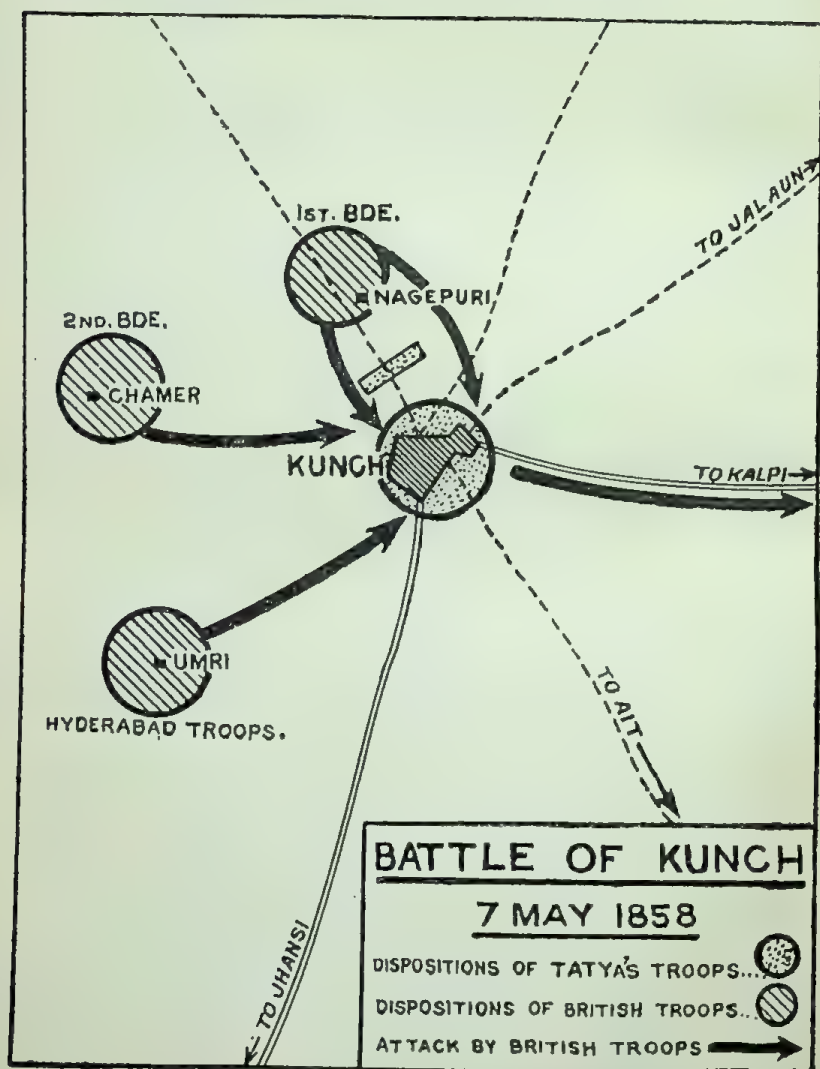 1ST. BDE.
NAGEPURI
TO JALAUN
2ND. BDE.
CHAMER
KUNCH
TO KALPI
UMRI
HYDERABAD TROOPS.
TO AIT
TO JHANSI
BATTLE OF KUNCH
7 MAY 1858
DISPOSITIONS OF TATYA'S TROOPS...
DISPOSITIONS OF BRITISH TROOPS...
ATTACK BY BRITISH TROOPS